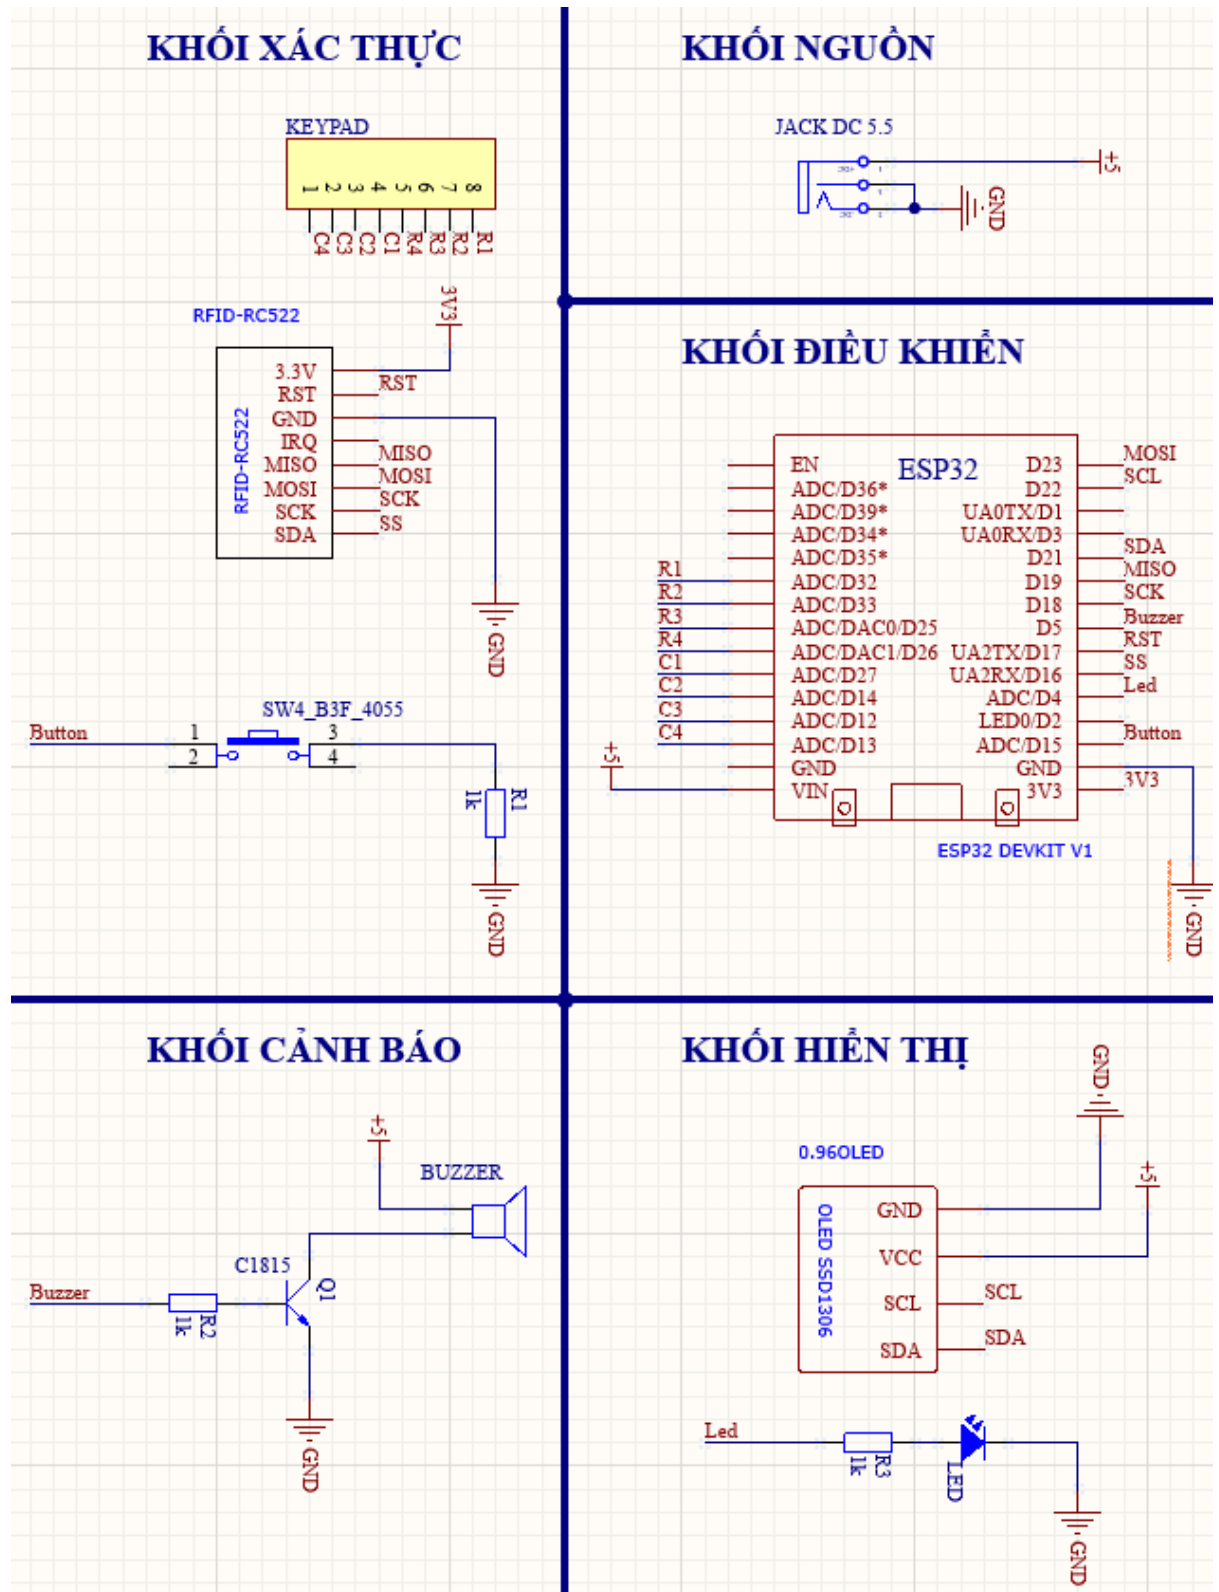 KHỐI XÁC THỰC
KEYPAD
1 2 3 4 5 6 7 8
C4 C3 C2 C1 R4 R3 R2 R1
3V3
RFID-RC522
RFID-RC522
3.3V
RST RST
GND
IRQ
MISO MISO
MOSI MOSI
SCK SCK
SDA SS
GND
SW4_B3F_4055
Button 1 3
2 4
R1
1k
GND
KHỐI NGUỒN
JACK DC 5.5
+5
GND
KHỐI ĐIỀU KHIỂN
ESP32
EN D23 MOSI
ADC/D36* D22 SCL
ADC/D39* UA0TX/D1
ADC/D34* UA0RX/D3
ADC/D35* D21 SDA
R1 ADC/D32 D19 MISO
R2 ADC/D33 D18 SCK
R3 ADC/DAC0/D25 D5 Buzzer
R4 ADC/DAC1/D26 UA2TX/D17 RST
C1 ADC/D27 UA2RX/D16 SS
C2 ADC/D14 ADC/D4 Led
C3 ADC/D12 LED0/D2
C4 ADC/D13 ADC/D15 Button
GND GND
+5 VIN 3V3 3V3
ESP32 DEVKIT V1
GND
KHỐI CẢNH BÁO
+5
BUZZER
C1815
Q1
Buzzer
R2
1k
GND
KHỐI HIỂN THỊ
GND
0.96OLED
+5
OLED SSD1306
GND
VCC
SCL SCL
SDA SDA
Led
R3
1k
LED
GND